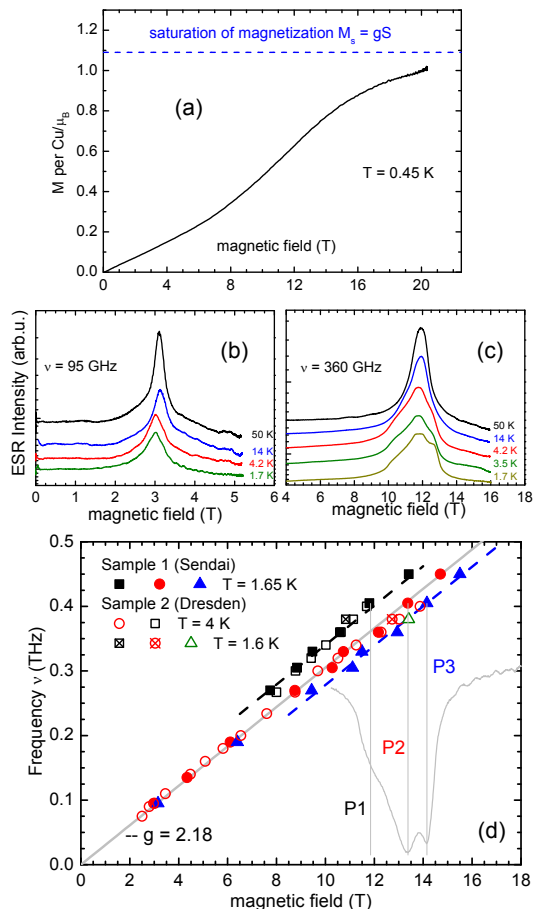 saturation of magnetization Mₛ = gS
(a)
T = 0.45 K
M per Cu/μ_B
1.2
1.0
0.8
0.6
0.4
0.2
0.0
0 4 8 12 16 20
magnetic field (T)
ESR Intensity (arb.u.)
(b)
ν = 95 GHz
50 K
14 K
4.2 K
1.7 K
0 1 2 3 4 5 6
magnetic field (T)
(c)
ν = 360 GHz
50 K
14 K
4.2 K
3.5 K
1.7 K
4 6 8 10 12 14 16 18
magnetic field (T)
Frequency ν (THz)
0.5
0.4
0.3
0.2
0.1
0.0
Sample 1 (Sendai)
T = 1.65 K
Sample 2 (Dresden)
T = 4 K
T = 1.6 K
P3
P2
P1
(d)
-- g = 2.18
0 2 4 6 8 10 12 14 16 18
magnetic field (T)